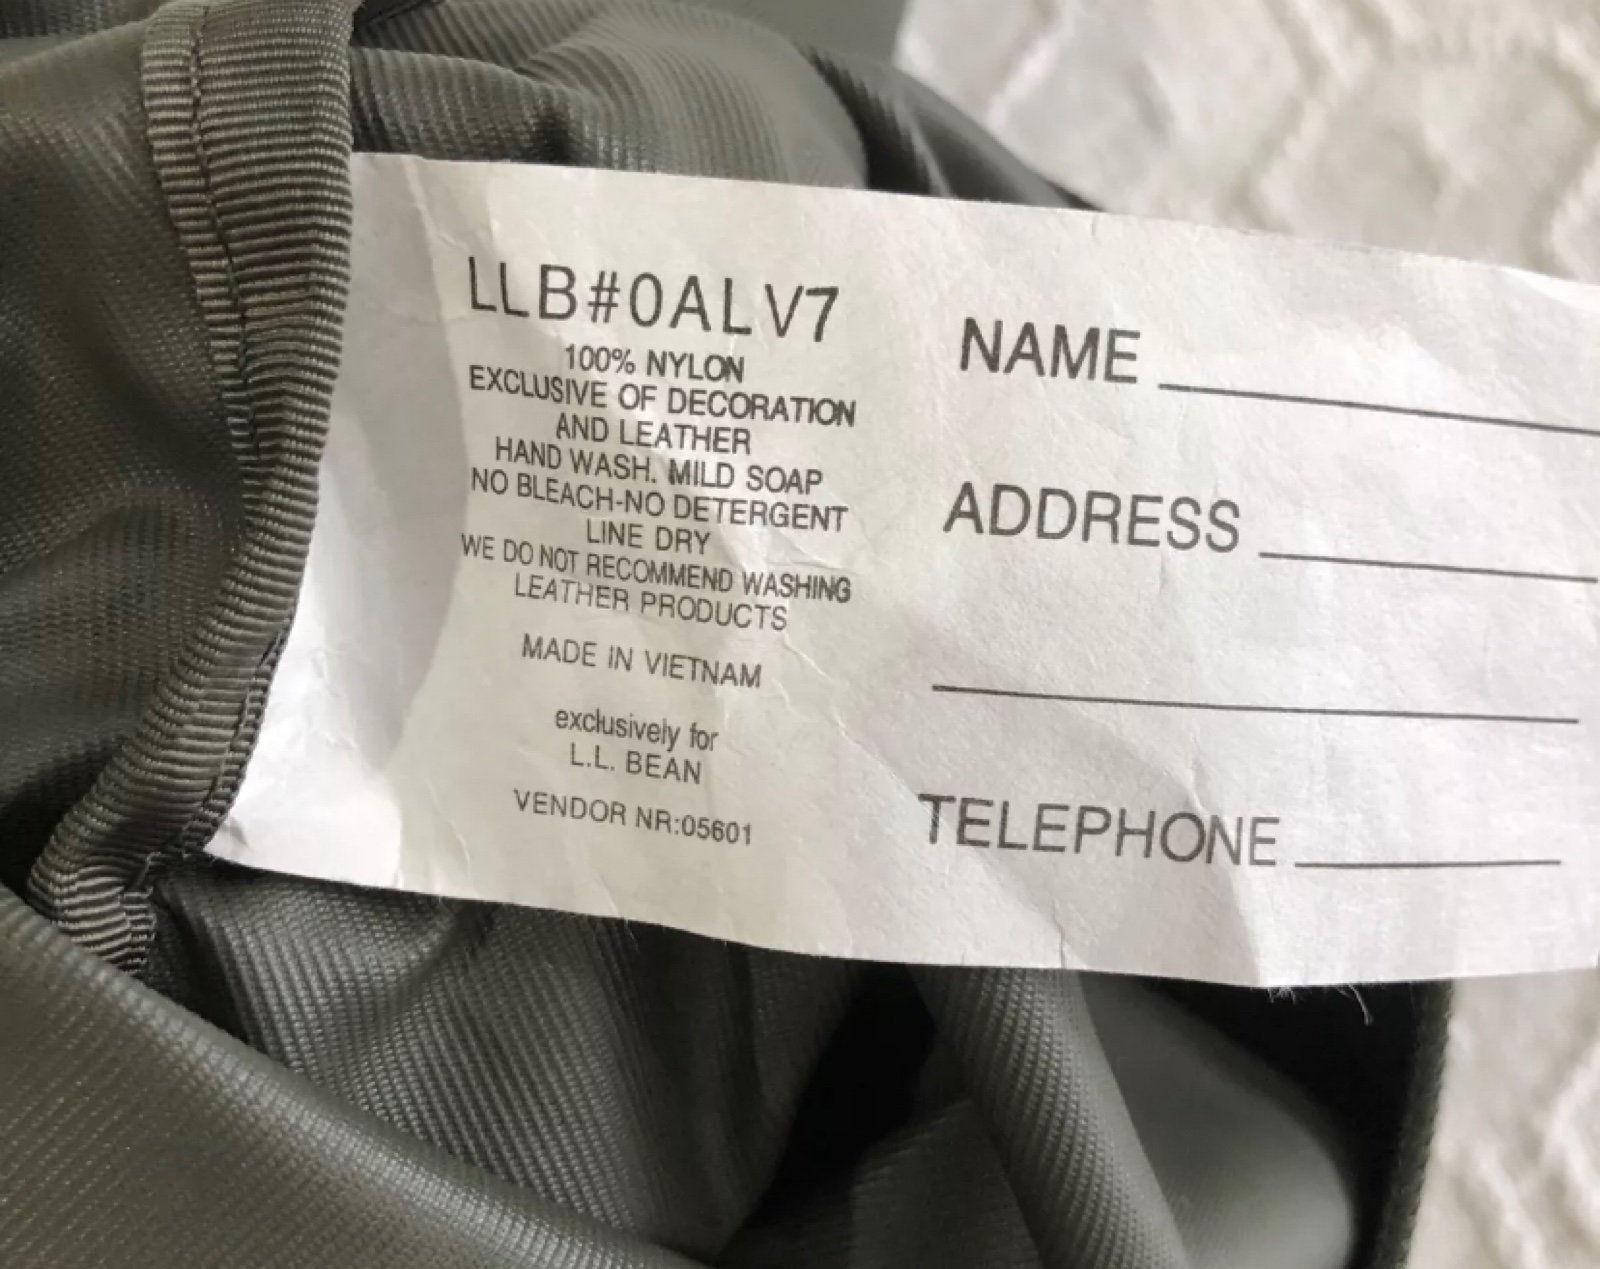 LLB#0ALV7
100% NYLON
EXCLUSIVE OF DECORATION
AND LEATHER
HAND WASH. MILD SOAP
NO BLEACH-NO DETERGENT
LINE DRY
WE DO NOT RECOMMEND WASHING
LEATHER PRODUCTS
MADE IN VIETNAM
exclusively for
L.L. BEAN
VENDOR NR:05601
NAME
ADDRESS
TELEPHONE